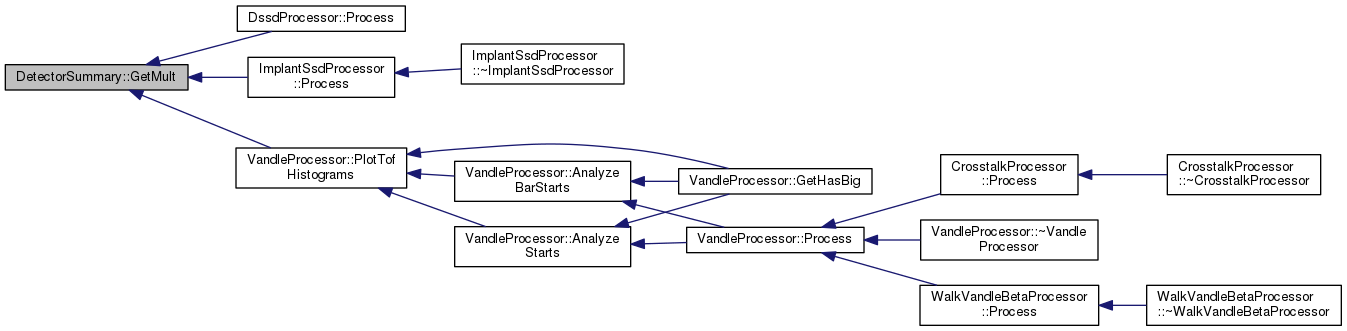 DssdProcessor::Process
DetectorSummary::GetMult
ImplantSsdProcessor
::Process
ImplantSsdProcessor
::~ImplantSsdProcessor
VandleProcessor::PlotTof
Histograms
VandleProcessor::Analyze
BarStarts
VandleProcessor::Analyze
Starts
VandleProcessor::GetHasBig
VandleProcessor::Process
CrosstalkProcessor
::Process
CrosstalkProcessor
::~CrosstalkProcessor
VandleProcessor::~Vandle
Processor
WalkVandleBetaProcessor
::Process
WalkVandleBetaProcessor
::~WalkVandleBetaProcessor